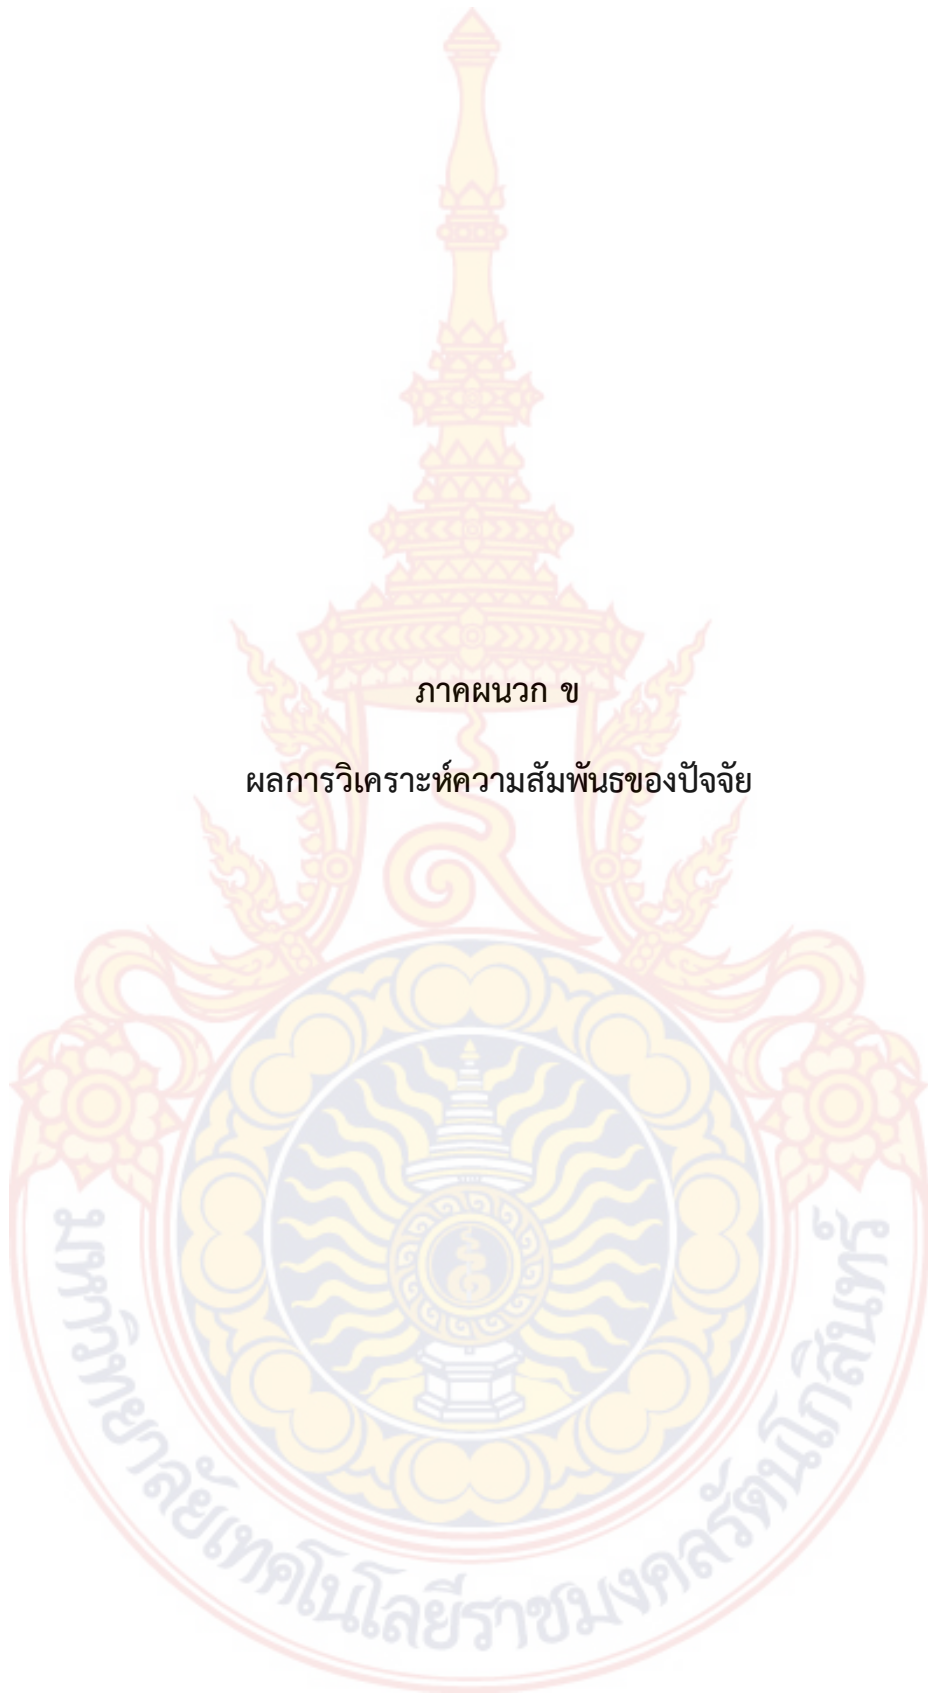 ภาคผนวก ข
ผลการวิเคราะห์ความสัมพันธของปัจจัย
มหาวิทยาลัยเทคโนโลยีราชมงคลรัตนโกสินทร์